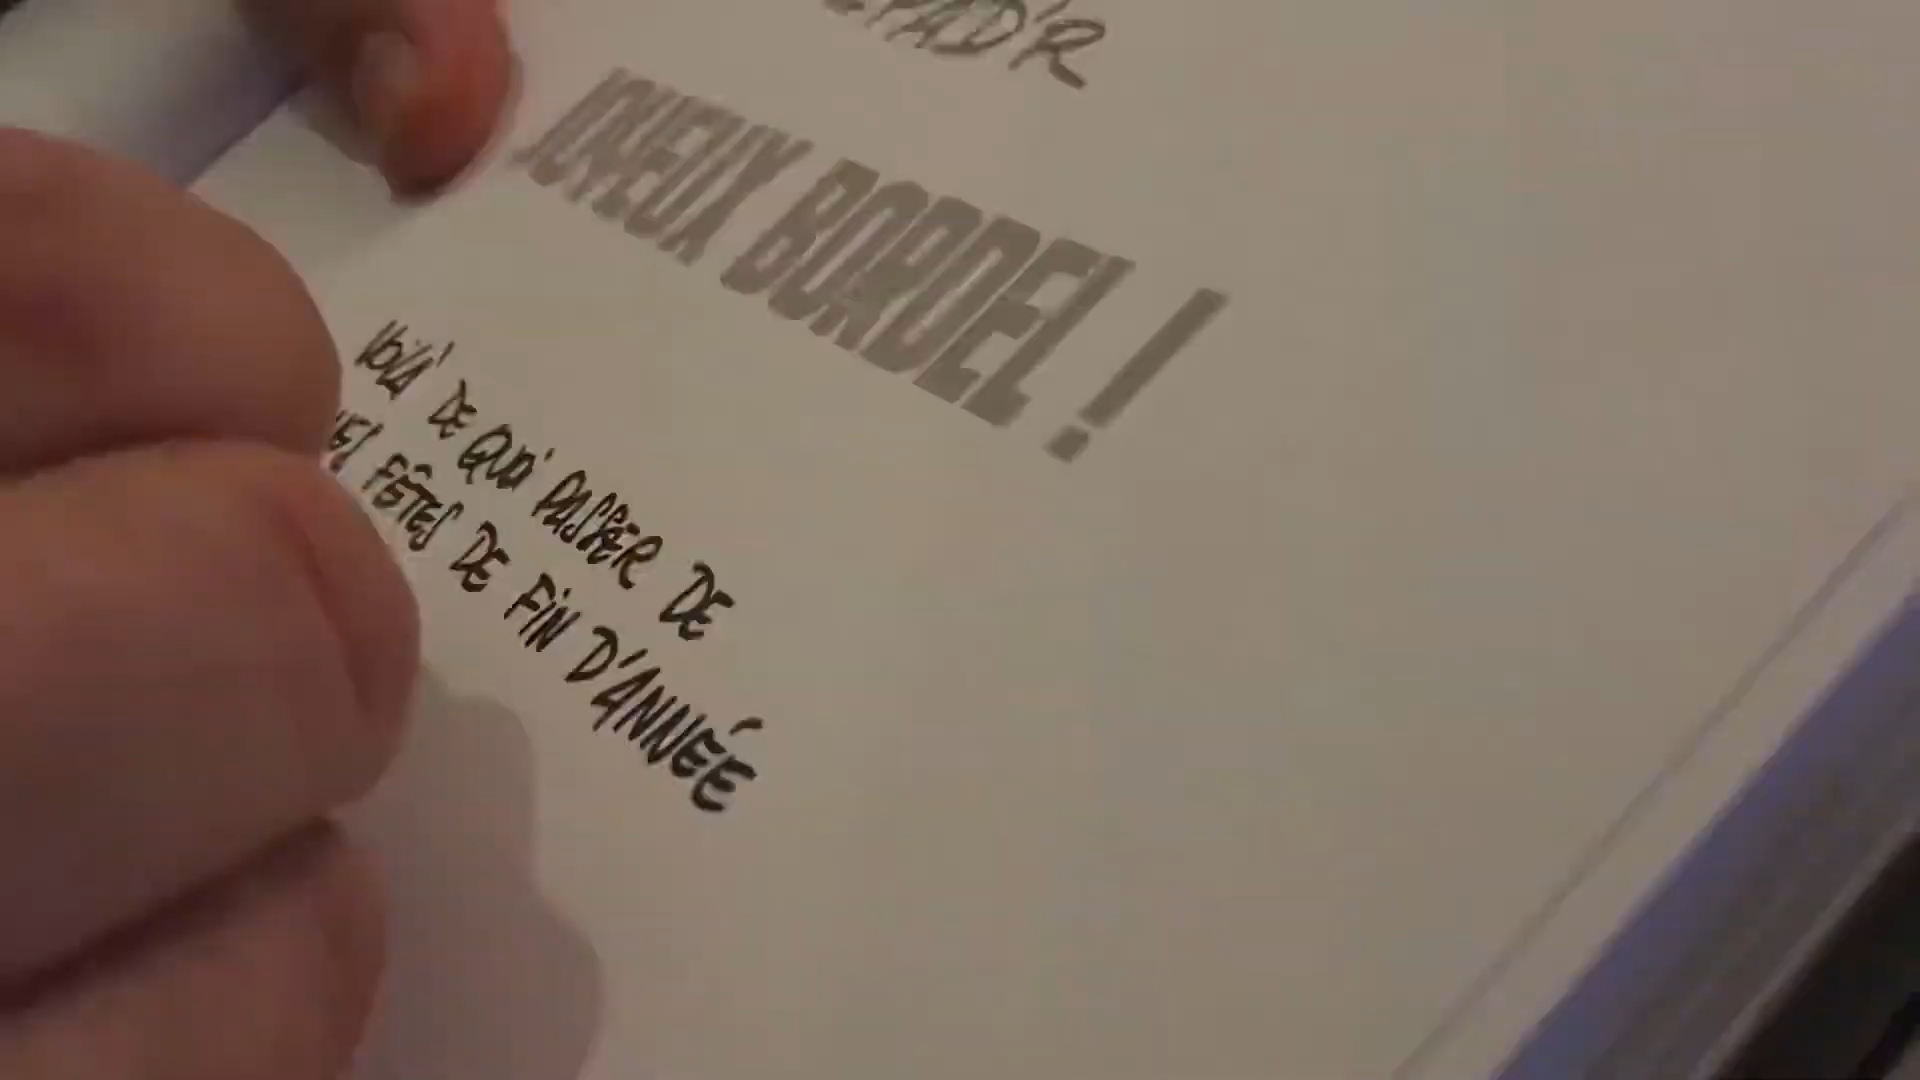 JOYEUX BORDEL !
VOILÀ DE QUOI PASSER DE
FÊTES DE FIN D'ANNÉE